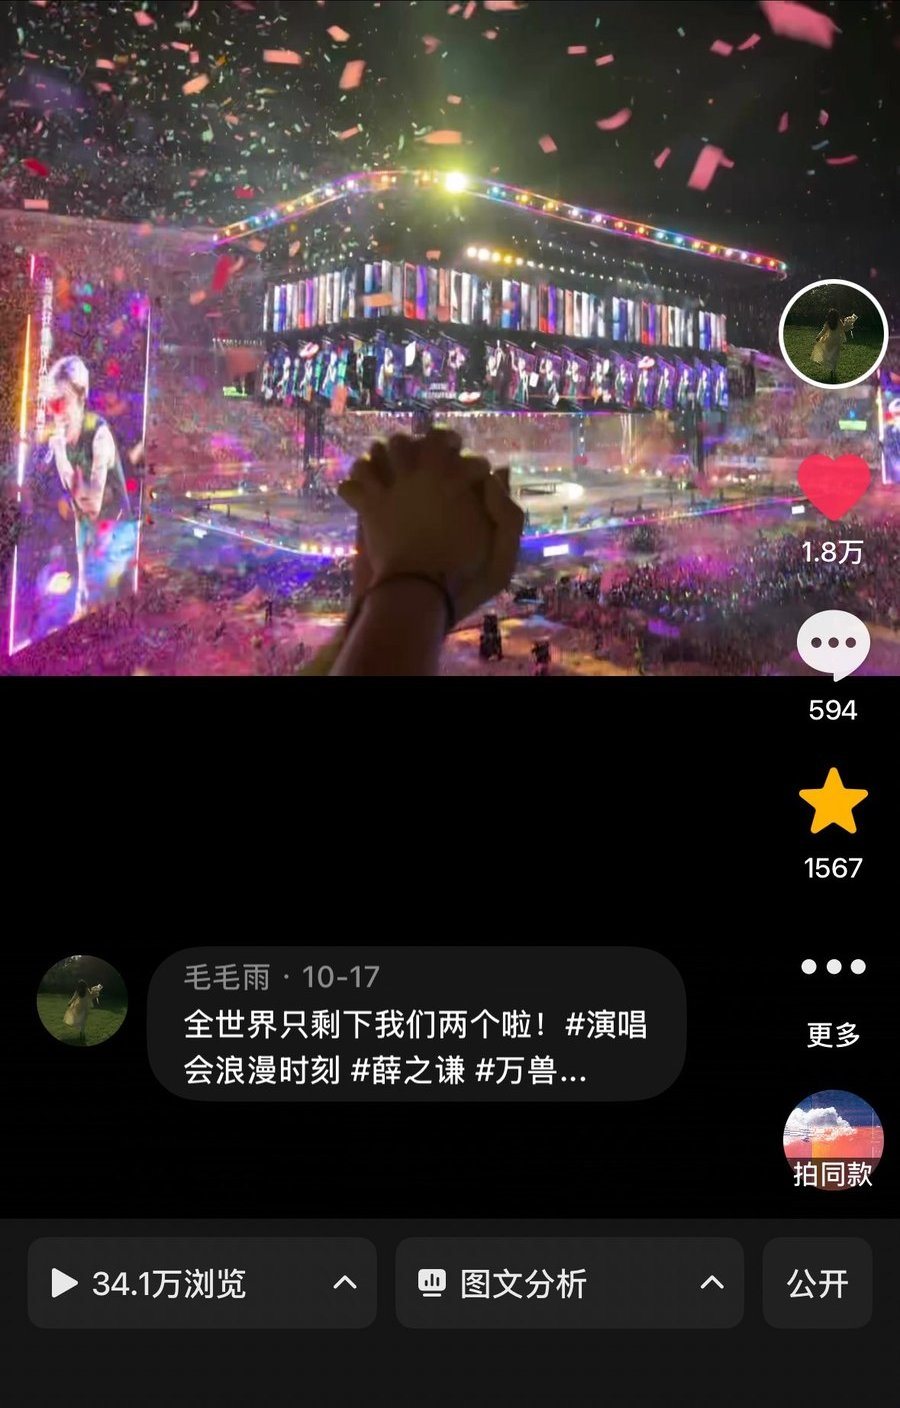 1.8万
594
1567
更多
毛毛雨 · 10-17
全世界只剩下我们两个啦！#演唱
会浪漫时刻 #薛之谦 #万兽...
拍同款
34.1万浏览
图文分析
公开